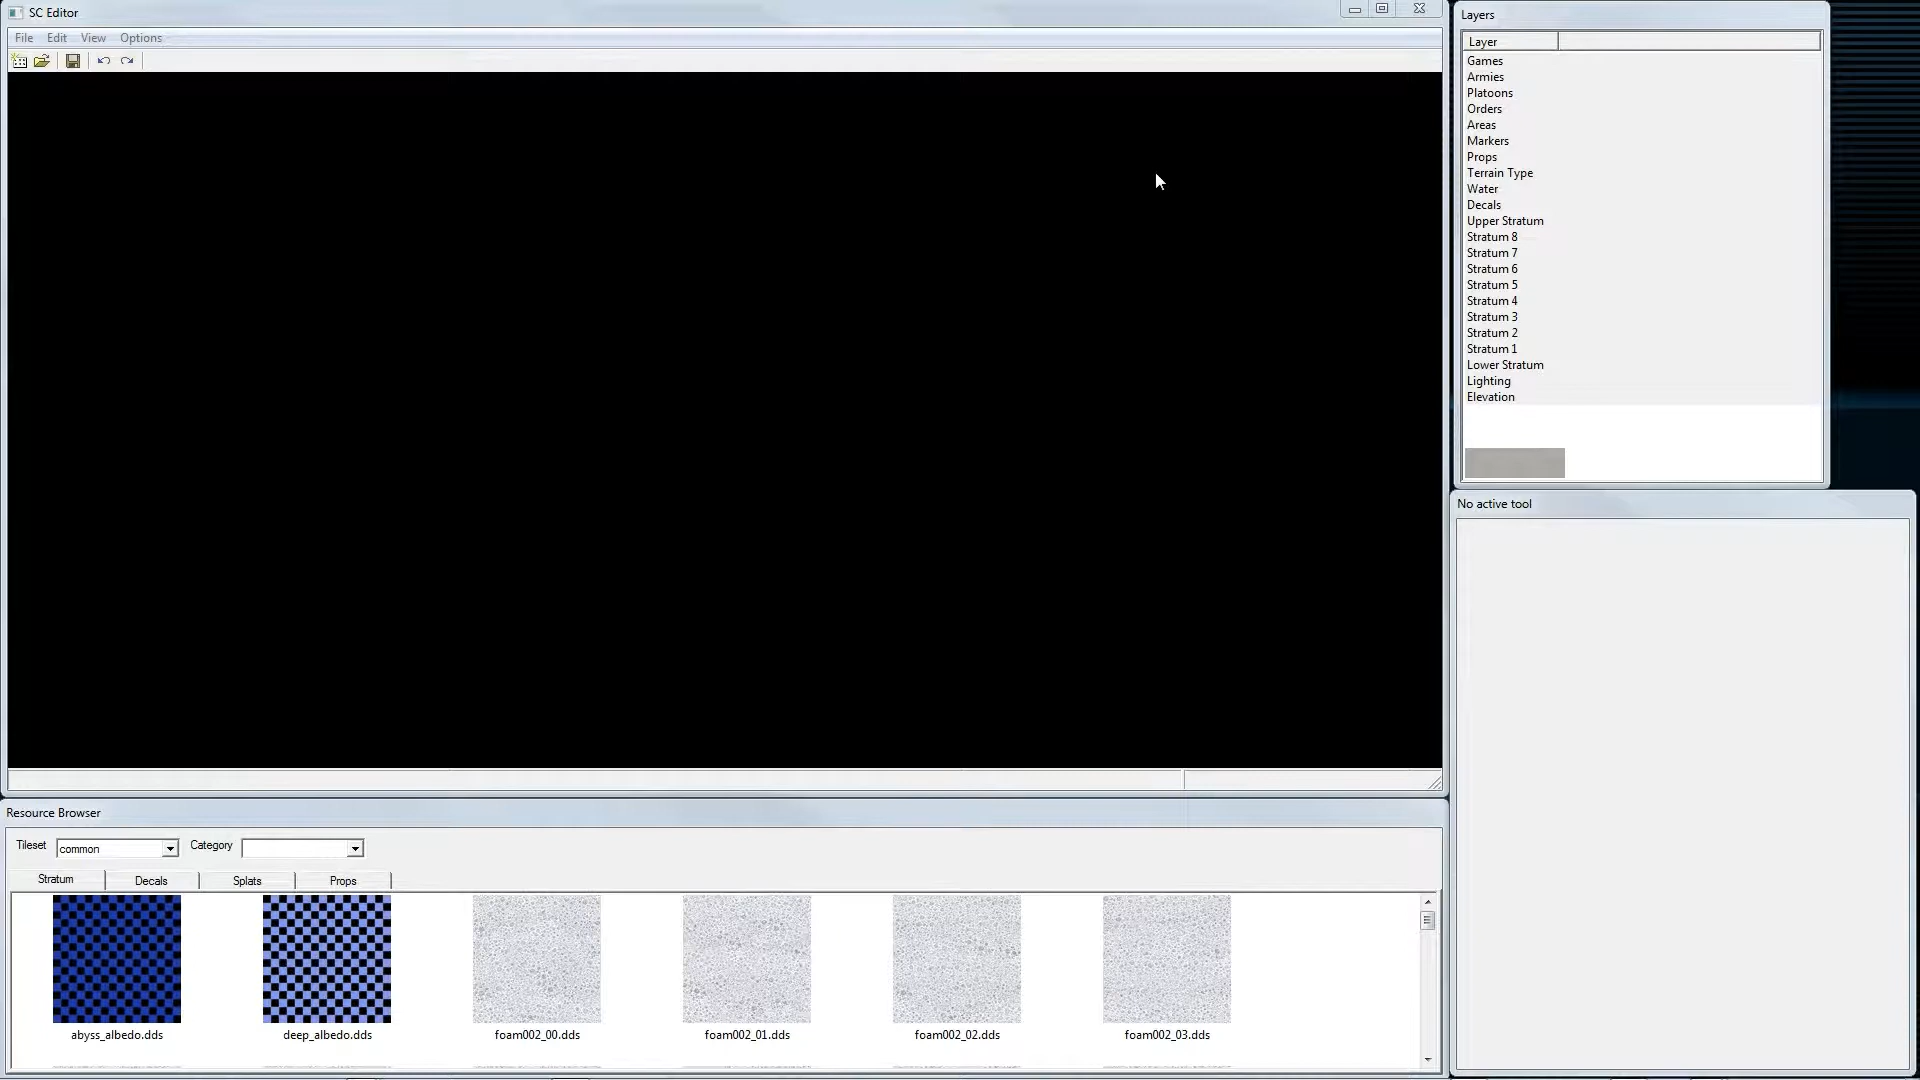 SC Editor
File Edit View Options
Layers
Layer
Games
Armies
Platoons
Orders
Areas
Markers
Props
Terrain Type
Water
Decals
Upper Stratum
Stratum 8
Stratum 7
Stratum 6
Stratum 5
Stratum 4
Stratum 3
Stratum 2
Stratum 1
Lower Stratum
Lighting
Elevation
No active tool
Resource Browser
Tileset common Category
Stratum Decals Splats Props
abyss_albedo.dds deep_albedo.dds foam002_00.dds foam002_01.dds foam002_02.dds foam002_03.dds